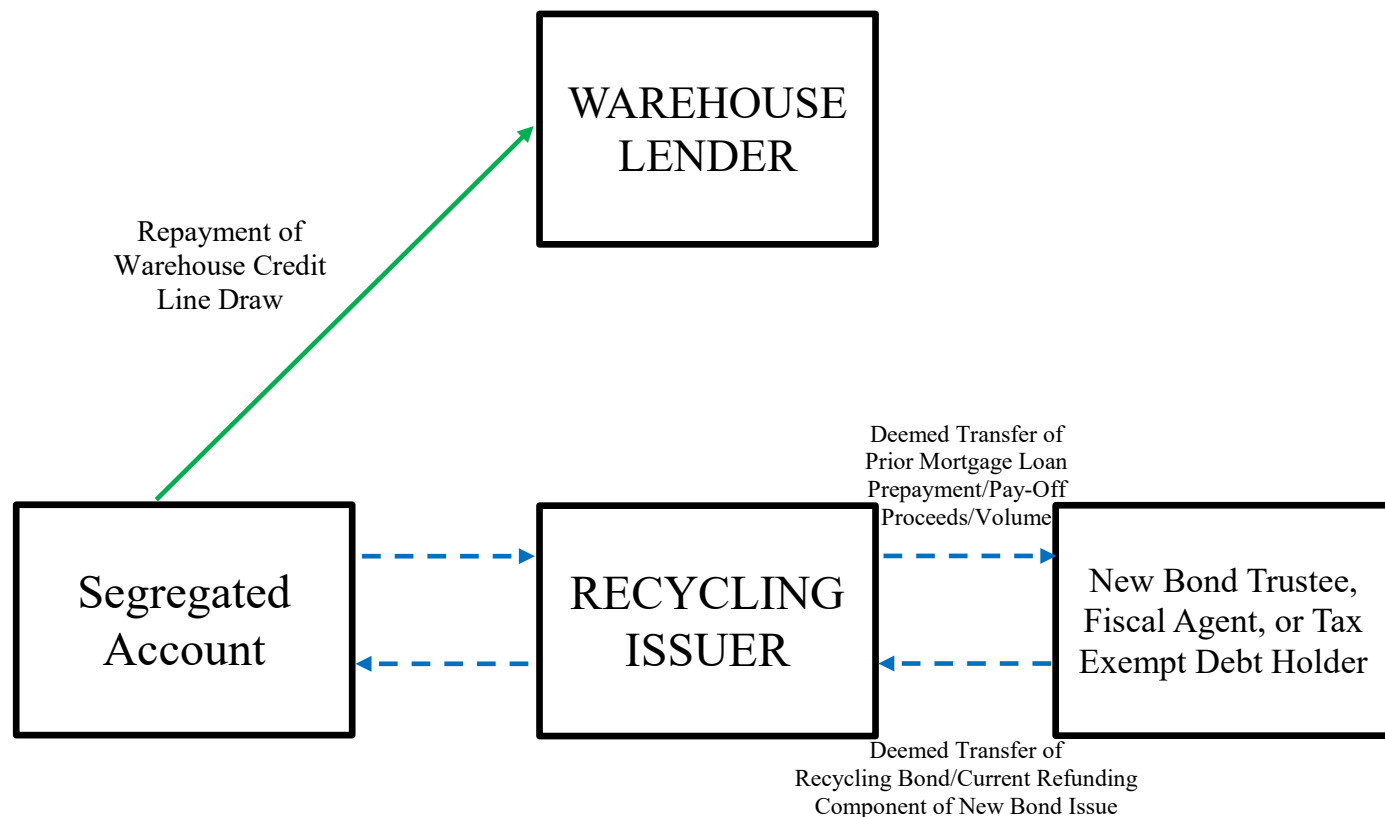 WAREHOUSE
LENDER
Repayment of
Warehouse Credit
Line Draw
Deemed Transfer of
Prior Mortgage Loan
Prepayment/Pay-Off
Proceeds/Volume
Segregated
Account
RECYCLING
ISSUER
New Bond Trustee,
Fiscal Agent, or Tax
Exempt Debt Holder
Deemed Transfer of
Recycling Bond/Current Refunding
Component of New Bond Issue